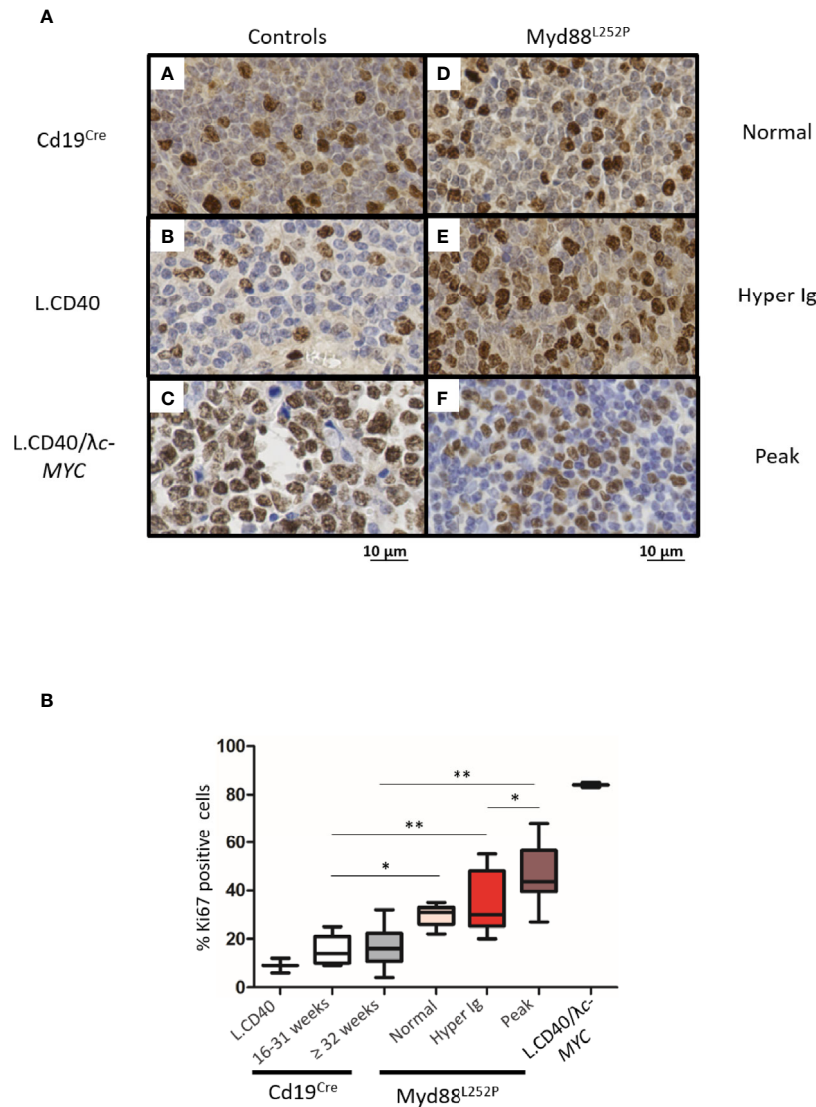 A
Controls
Myd88L252P
A
D
Cd19Cre
Normal
B
E
L.CD40
Hyper Ig
C
F
L.CD40/λc-
MYC
Peak
10 μm
10 μm
B
% Ki67 positive cells
100
80
60
40
20
0
**
*
**
*
L.CD40
16-31 weeks
≥ 32 weeks
Normal
Hyper Ig
Peak
L.CD40/λc-
MYC
Cd19Cre
Myd88L252P